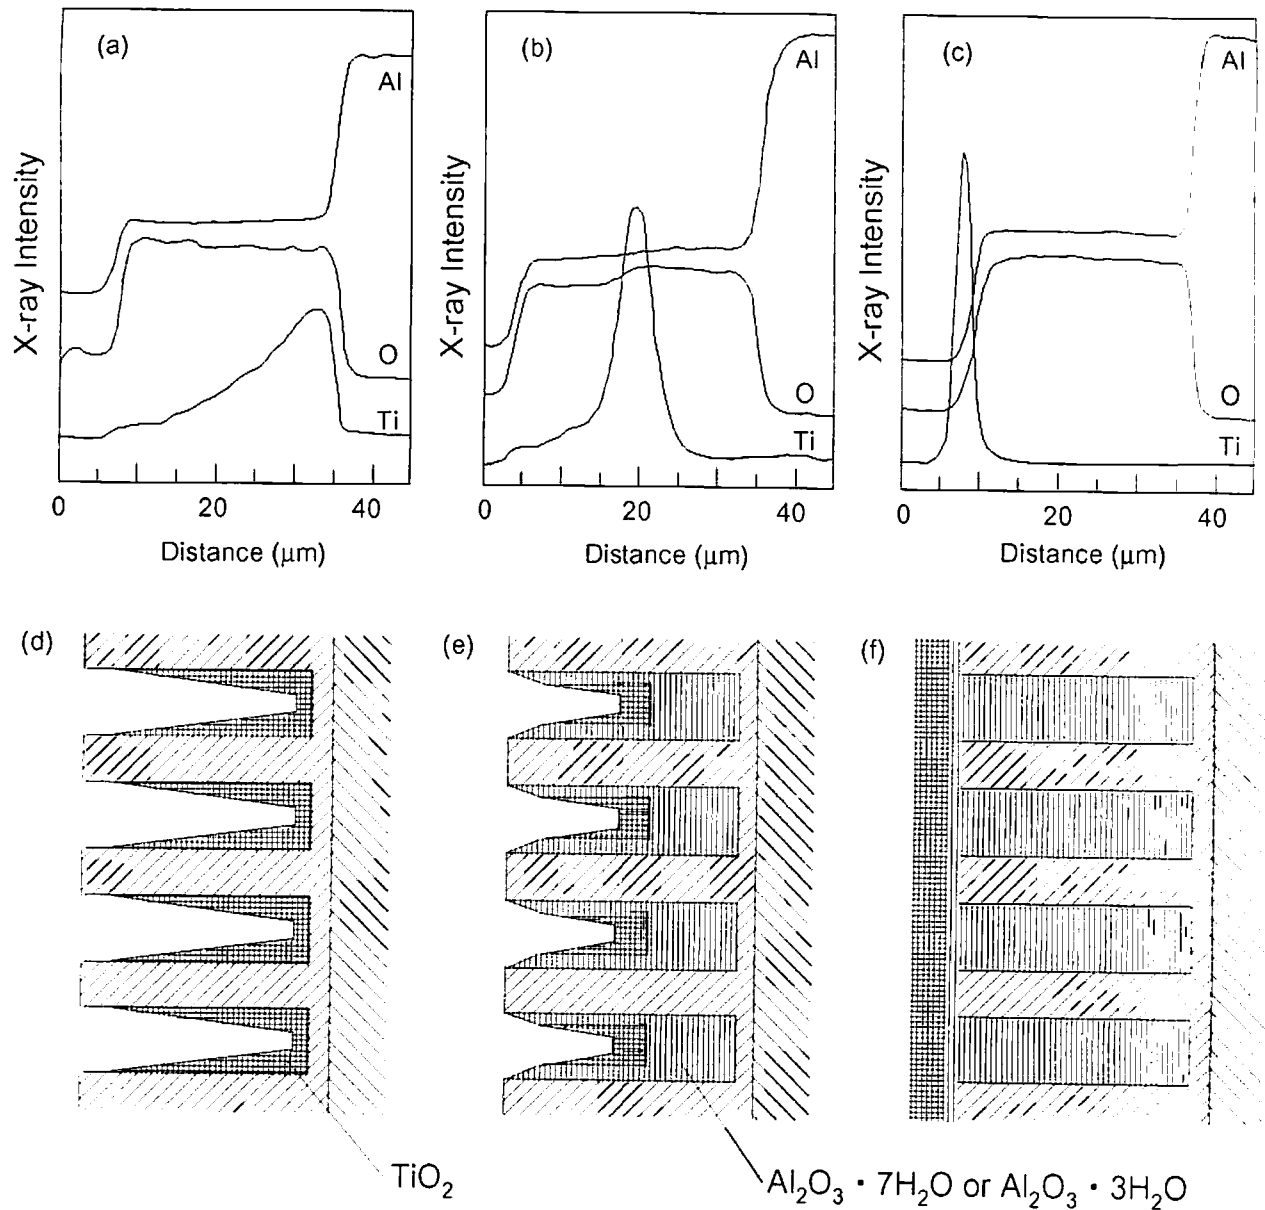 (a)
Al
O
Ti
X-ray Intensity
0 20 40
Distance (μm)
(b)
Al
O
Ti
X-ray Intensity
0 20 40
Distance (μm)
(c)
Al
O
Ti
X-ray Intensity
0 20 40
Distance (μm)
(d)
(e)
(f)
TiO₂
Al₂O₃ · 7H₂O or Al₂O₃ · 3H₂O